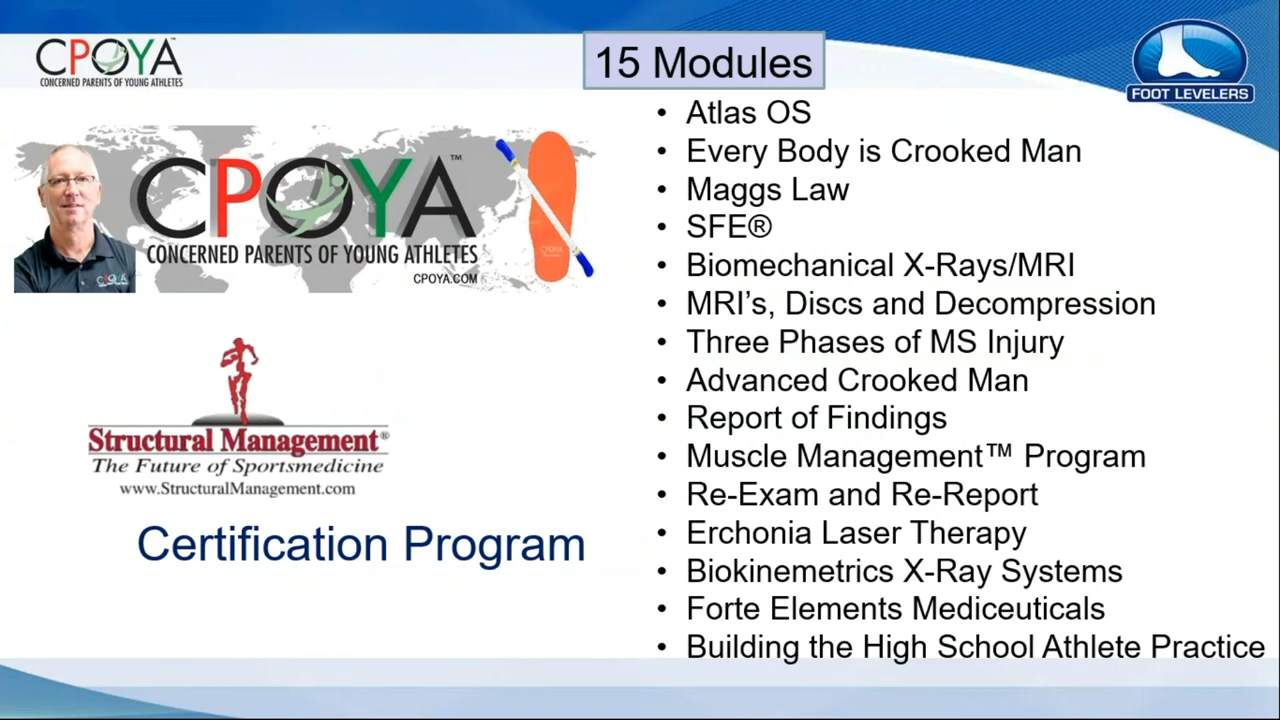 CPOYA™
CONCERNED PARENTS OF YOUNG ATHLETES
15 Modules
FOOT LEVELERS
CPOYA™
CONCERNED PARENTS OF YOUNG ATHLETES
CPOYA.COM
Structural Management®
The Future of Sportsmedicine
www.StructuralManagement.com
Certification Program
• Atlas OS
• Every Body is Crooked Man
• Maggs Law
• SFE®
• Biomechanical X-Rays/MRI
• MRI’s, Discs and Decompression
• Three Phases of MS Injury
• Advanced Crooked Man
• Report of Findings
• Muscle Management™ Program
• Re-Exam and Re-Report
• Erchonia Laser Therapy
• Biokinemetrics X-Ray Systems
• Forte Elements Mediceuticals
• Building the High School Athlete Practice